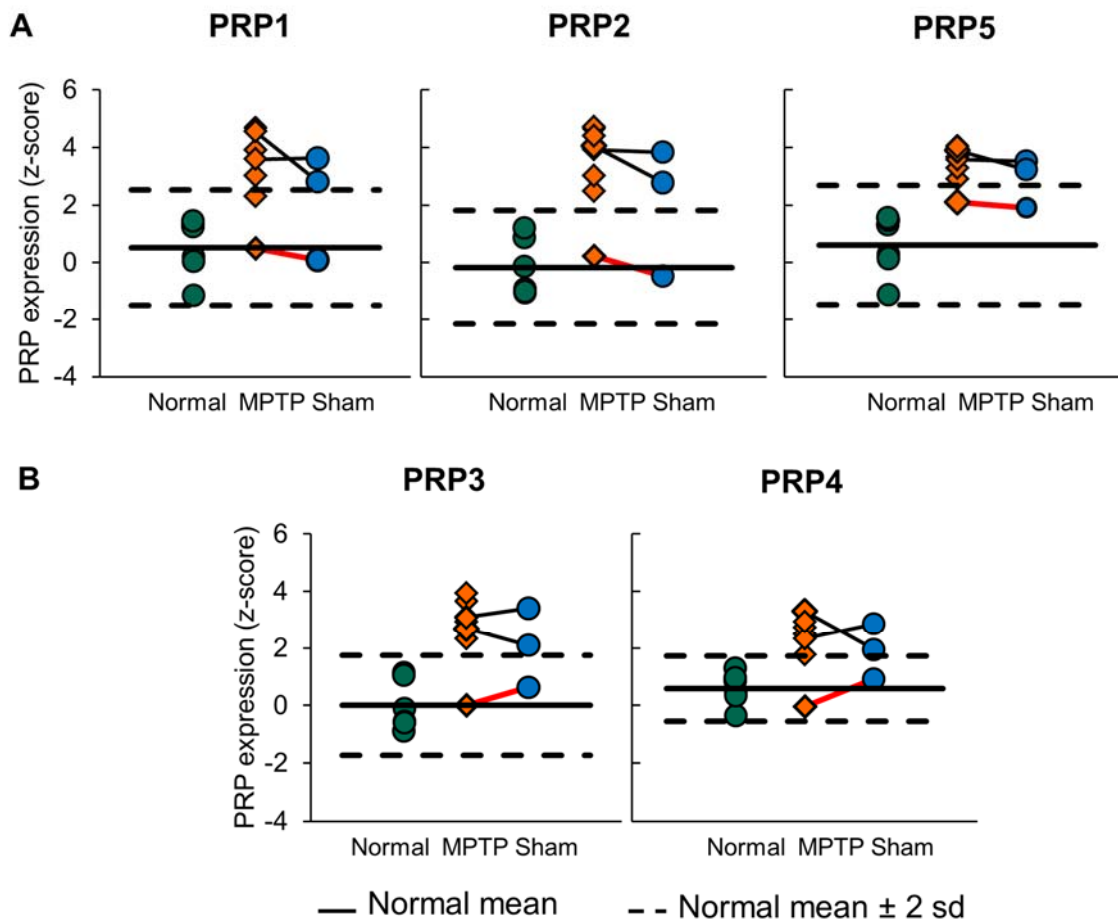 A PRP1 PRP2 PRP5
PRP expression (z-score)
6
4
2
0
-2
-4
Normal MPTP Sham Normal MPTP Sham Normal MPTP Sham
B PRP3 PRP4
PRP expression (z-score)
6
4
2
0
-2
-4
Normal MPTP Sham Normal MPTP Sham
Normal mean Normal mean ± 2 sd